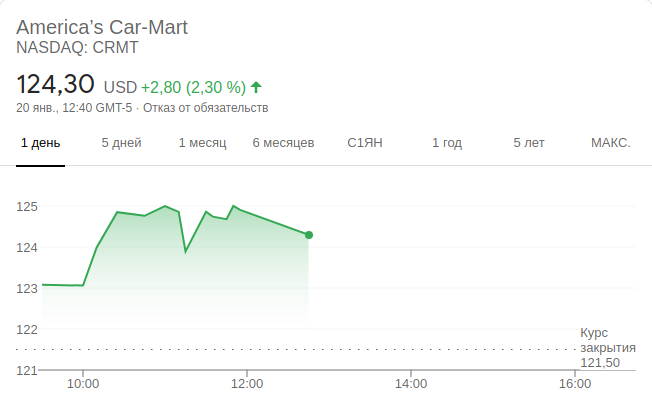 America’s Car-Mart
NASDAQ: CRMT
124,30 USD +2,80 (2,30 %)
20 янв., 12:40 GMT-5 · Отказ от обязательств
1 день 5 дней 1 месяц 6 месяцев С1ЯН 1 год 5 лет МАКС.
125
124
123
122
Курс
закрытия
121,50
121
10:00 12:00 14:00 16:00